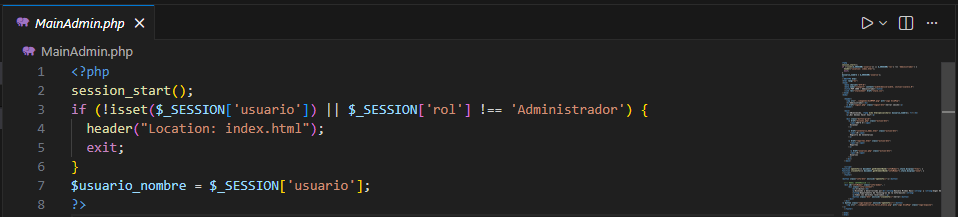 MainAdmin.php
MainAdmin.php
1 <?php
2 session_start();
3 if (!isset($_SESSION['usuario']) || $_SESSION['rol'] !== 'Administrador') {
4   header("Location: index.html");
5   exit;
6 }
7 $usuario_nombre = $_SESSION['usuario'];
8 ?>